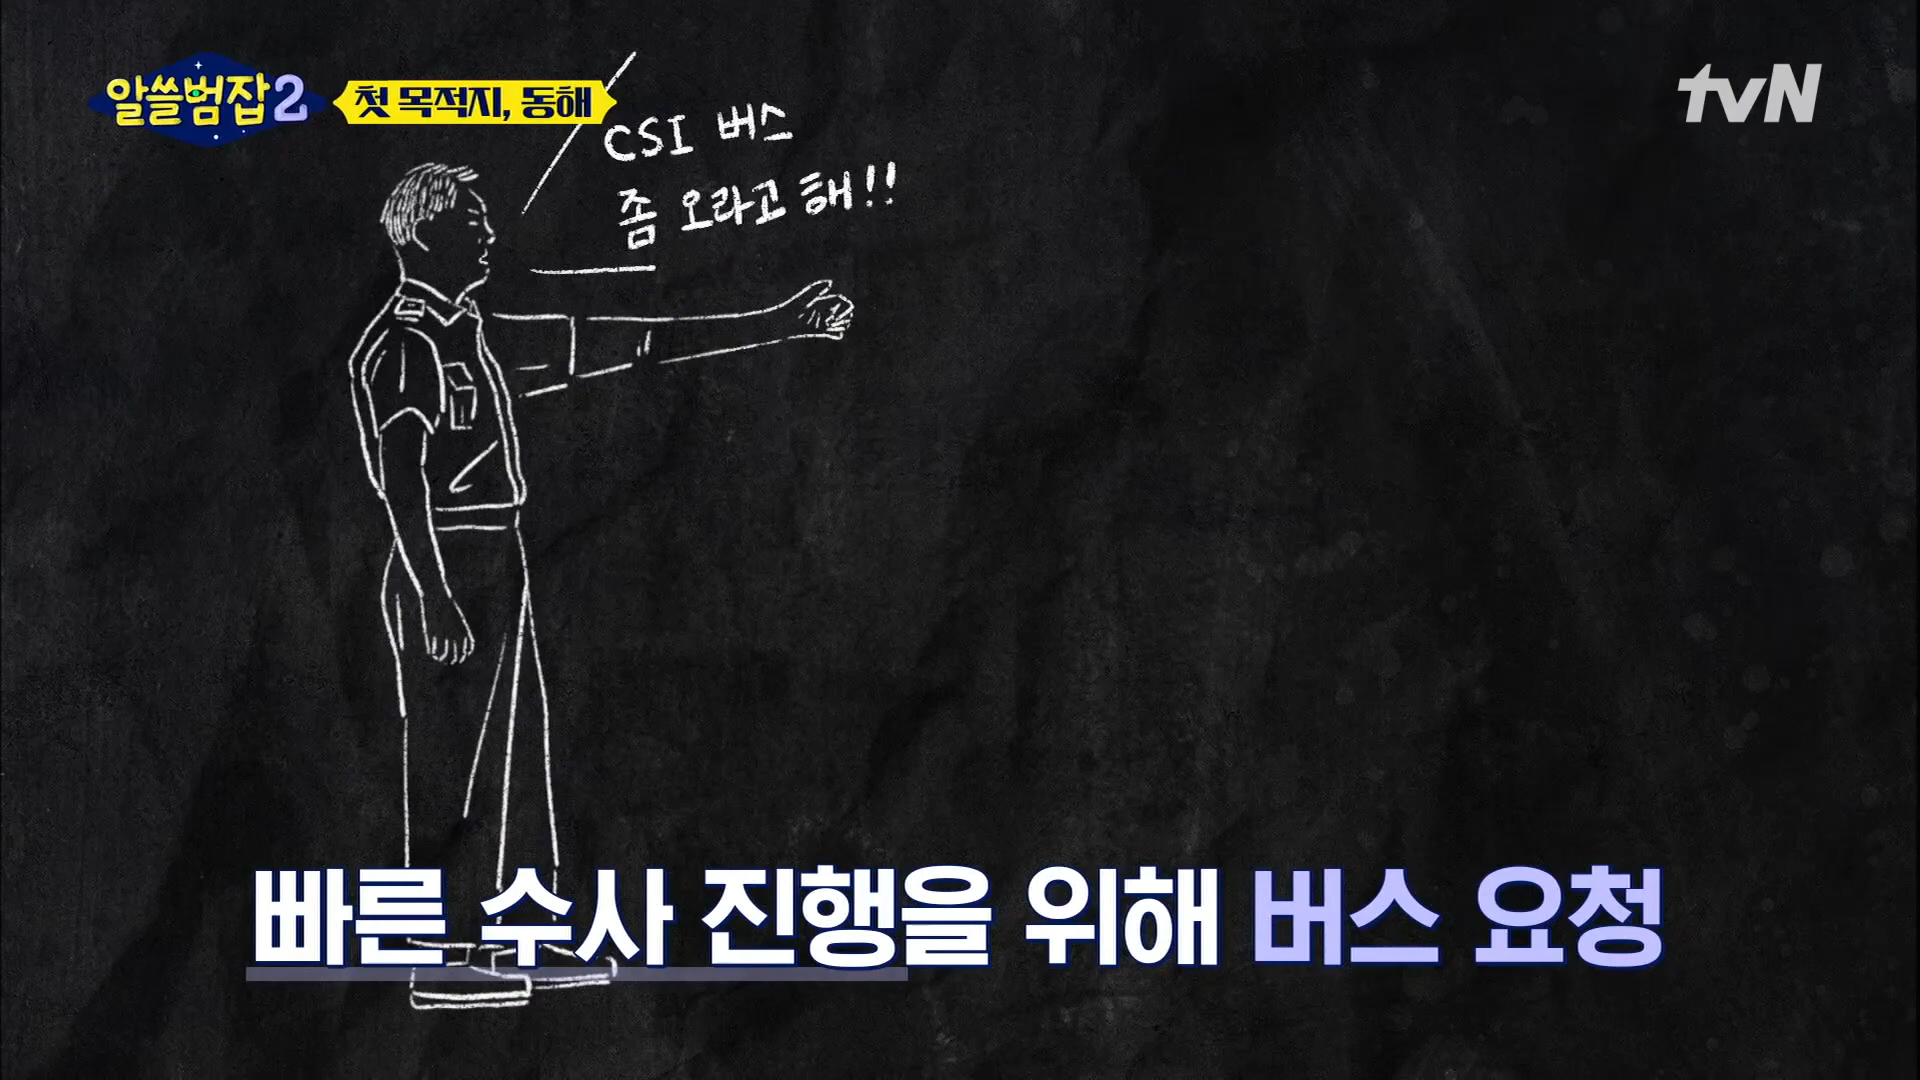 알쓸범잡2
첫 목적지, 동해
tvN
CSI 버스
좀 오라고 해!!
빠른 수사 진행을 위해 버스 요청